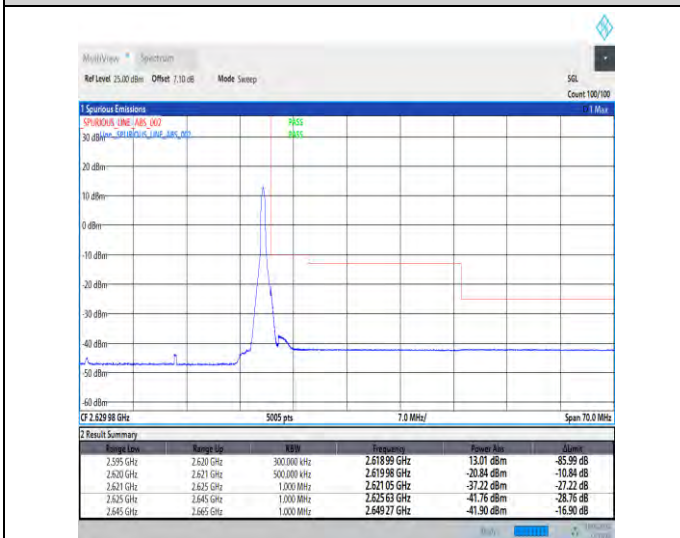 MultiView Spectrum
Ref Level 25.00 dBm Offset 7.10 dB Mode Sweep SGL
Count 100/100
1 Spurious Emissions 1 Max
_SPURIOUS_LINE_ABS_002 PASS
30 dBm Line _SPURIOUS_LINE_ABS_002 PASS
20 dBm
10 dBm
0 dBm
-10 dBm
-20 dBm
-30 dBm
-40 dBm
-50 dBm
-60 dBm
CF 2.629 98 GHz 5005 pts 7.0 MHz/ Span 70.0 MHz
2 Result Summary
Range Low Range Up RBW Frequency Power Abs ΔLimit
2.595 GHz 2.620 GHz 300.000 kHz 2.618 99 GHz 13.01 dBm -85.99 dB
2.620 GHz 2.621 GHz 500.000 kHz 2.619 98 GHz -20.84 dBm -10.84 dB
2.621 GHz 2.625 GHz 1.000 MHz 2.621 05 GHz -37.22 dBm -27.22 dB
2.625 GHz 2.645 GHz 1.000 MHz 2.625 63 GHz -41.76 dBm -28.76 dB
2.645 GHz 2.665 GHz 1.000 MHz 2.649 27 GHz -41.90 dBm -16.90 dB